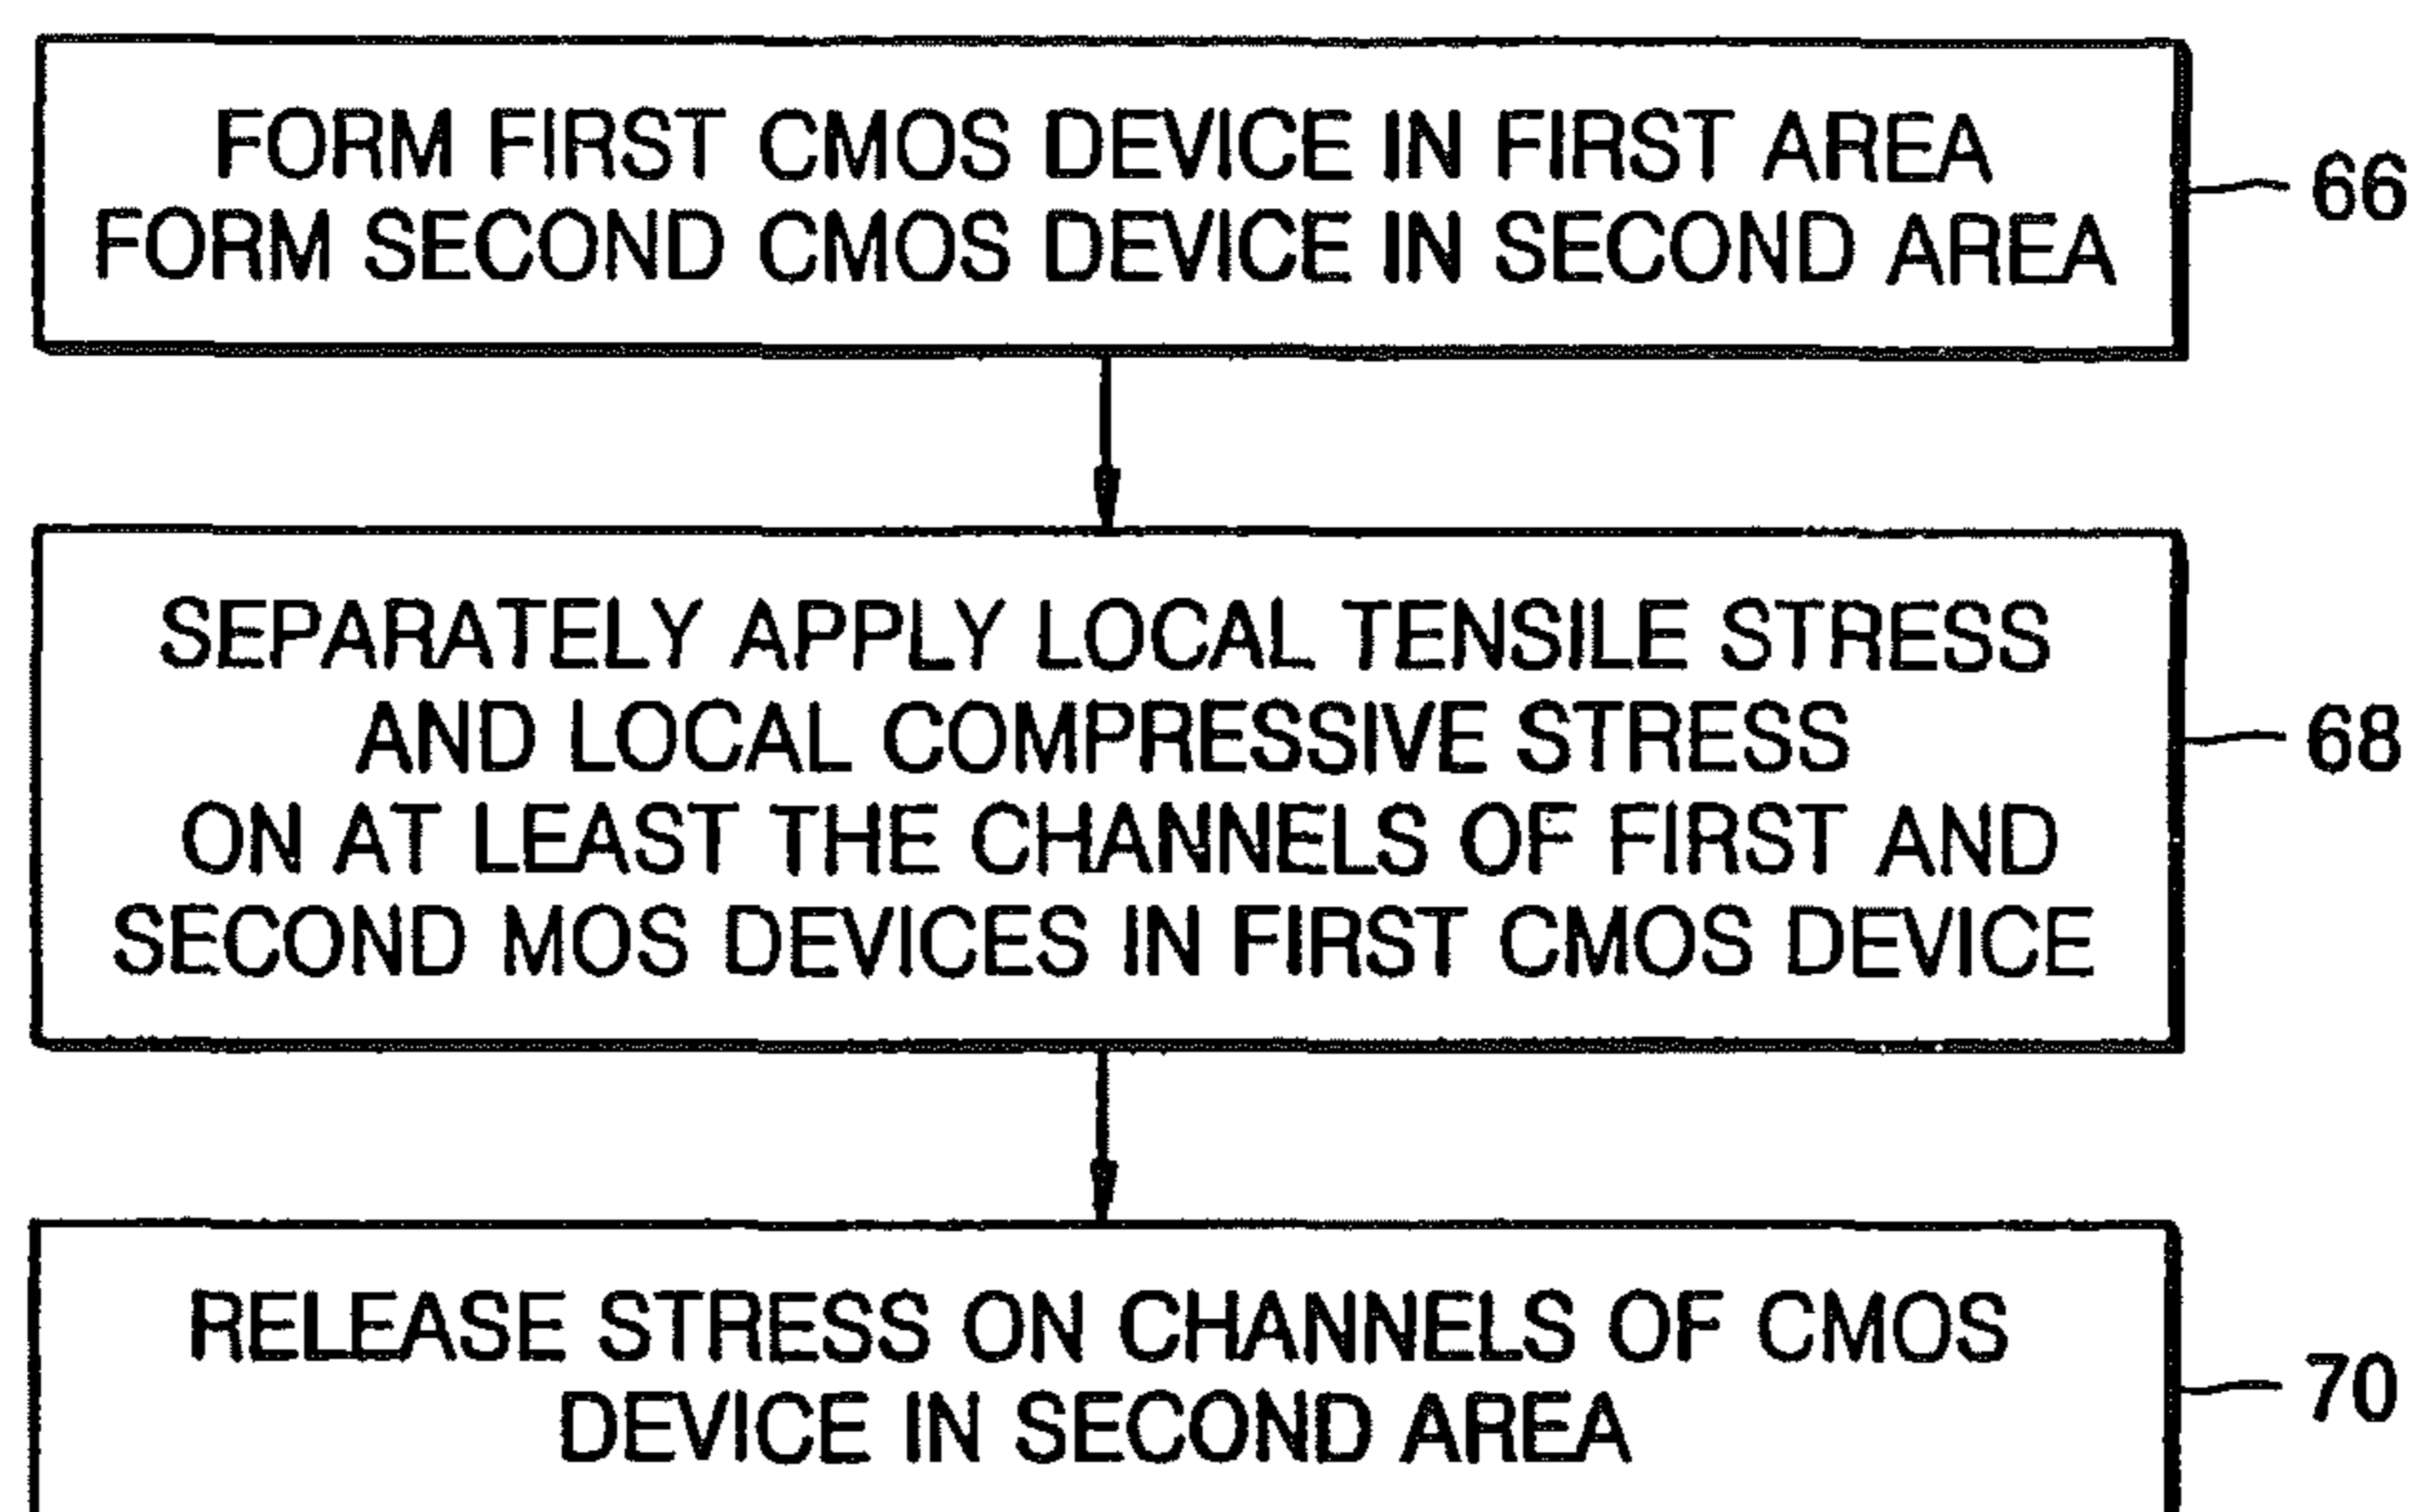 FORM FIRST CMOS DEVICE IN FIRST AREA
FORM SECOND CMOS DEVICE IN SECOND AREA
66
SEPARATELY APPLY LOCAL TENSILE STRESS
AND LOCAL COMPRESSIVE STRESS
ON AT LEAST THE CHANNELS OF FIRST AND
SECOND MOS DEVICES IN FIRST CMOS DEVICE
68
RELEASE STRESS ON CHANNELS OF CMOS
DEVICE IN SECOND AREA
70